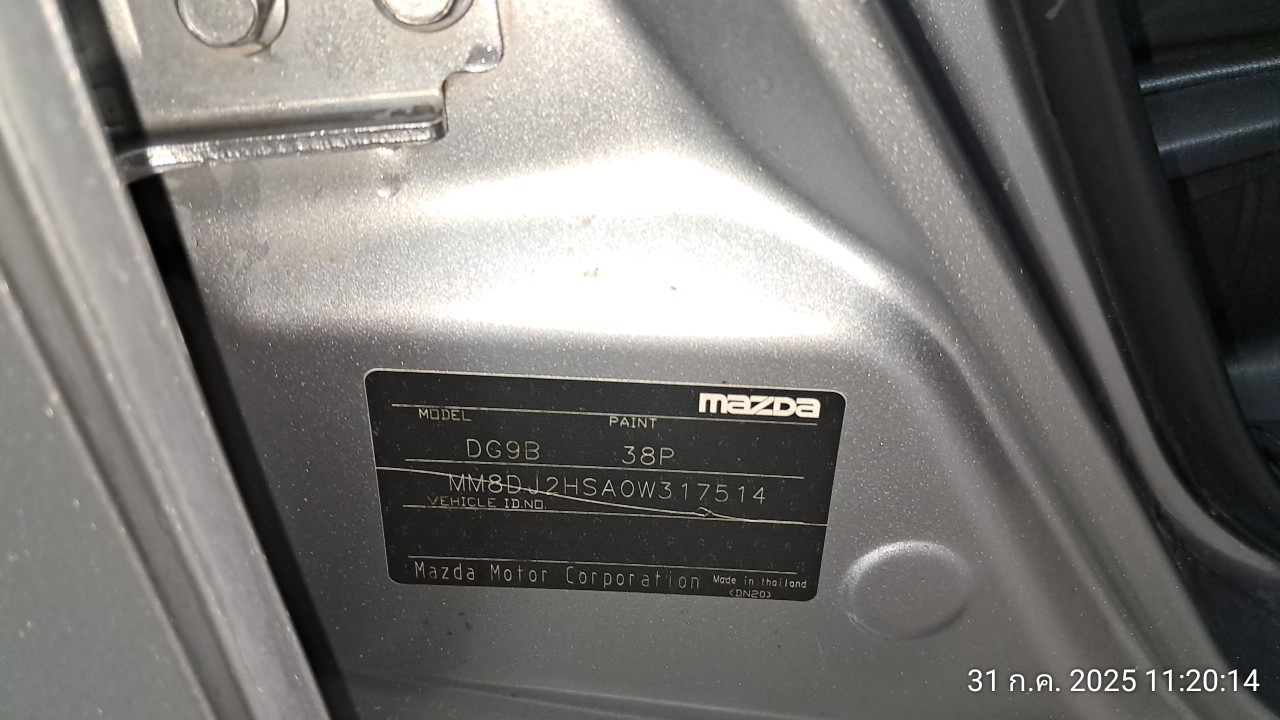 mazda
MODEL PAINT
DG9B 38P
MM8DJ2HSA0W317514
VEHICLE ID.NO.
Mazda Motor Corporation Made in thailand
(DN20)
31 ก.ค. 2025 11:20:14